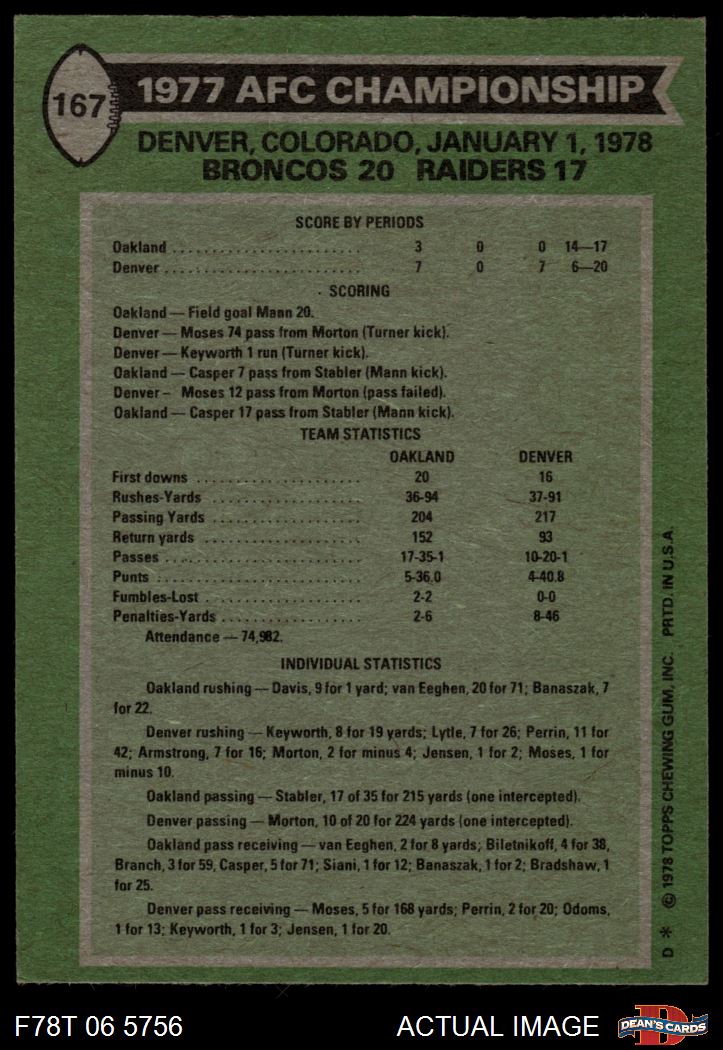 167
1977 AFC CHAMPIONSHIP
DENVER, COLORADO, JANUARY 1, 1978
BRONCOS 20 RAIDERS 17
SCORE BY PERIODS
Oakland ........................ 3 0 0 14—17
Denver ......................... 7 0 7 6—20
SCORING
Oakland — Field goal Mann 20.
Denver — Moses 74 pass from Morton (Turner kick).
Denver — Keyworth 1 run (Turner kick).
Oakland — Casper 7 pass from Stabler (Mann kick).
Denver – Moses 12 pass from Morton (pass failed).
Oakland — Casper 17 pass from Stabler (Mann kick).
TEAM STATISTICS
OAKLAND DENVER
First downs ..................... 20 16
Rushes-Yards ................... 36-94 37-91
Passing Yards ................... 204 217
Return yards .................... 152 93
Passes ......................... 17-35-1 10-20-1
Punts .......................... 5-36.0 4-40.8
Fumbles-Lost .................... 2-2 0-0
Penalties-Yards .................. 2-6 8-46
Attendance — 74,982.
INDIVIDUAL STATISTICS
Oakland rushing — Davis, 9 for 1 yard; van Eeghen, 20 for 71; Banaszak, 7
for 22.
Denver rushing — Keyworth, 8 for 19 yards; Lytle, 7 for 26; Perrin, 11 for
42; Armstrong, 7 for 16; Morton, 2 for minus 4; Jensen, 1 for 2; Moses, 1 for
minus 10.
Oakland passing — Stabler, 17 of 35 for 215 yards (one intercepted).
Denver passing — Morton, 10 of 20 for 224 yards (one intercepted).
Oakland pass receiving — van Eeghen, 2 for 8 yards; Biletnikoff, 4 for 38,
Branch, 3 for 59, Casper, 5 for 71; Siani, 1 for 12; Banaszak, 1 for 2; Bradshaw, 1
for 25.
Denver pass receiving — Moses, 5 for 168 yards; Perrin, 2 for 20; Odoms,
1 for 13; Keyworth, 1 for 3; Jensen, 1 for 20.
D * © 1978 TOPPS CHEWING GUM, INC. PRTD. IN U.S.A.
F78T 06 5756 ACTUAL IMAGE
D
DEAN'S CARDS